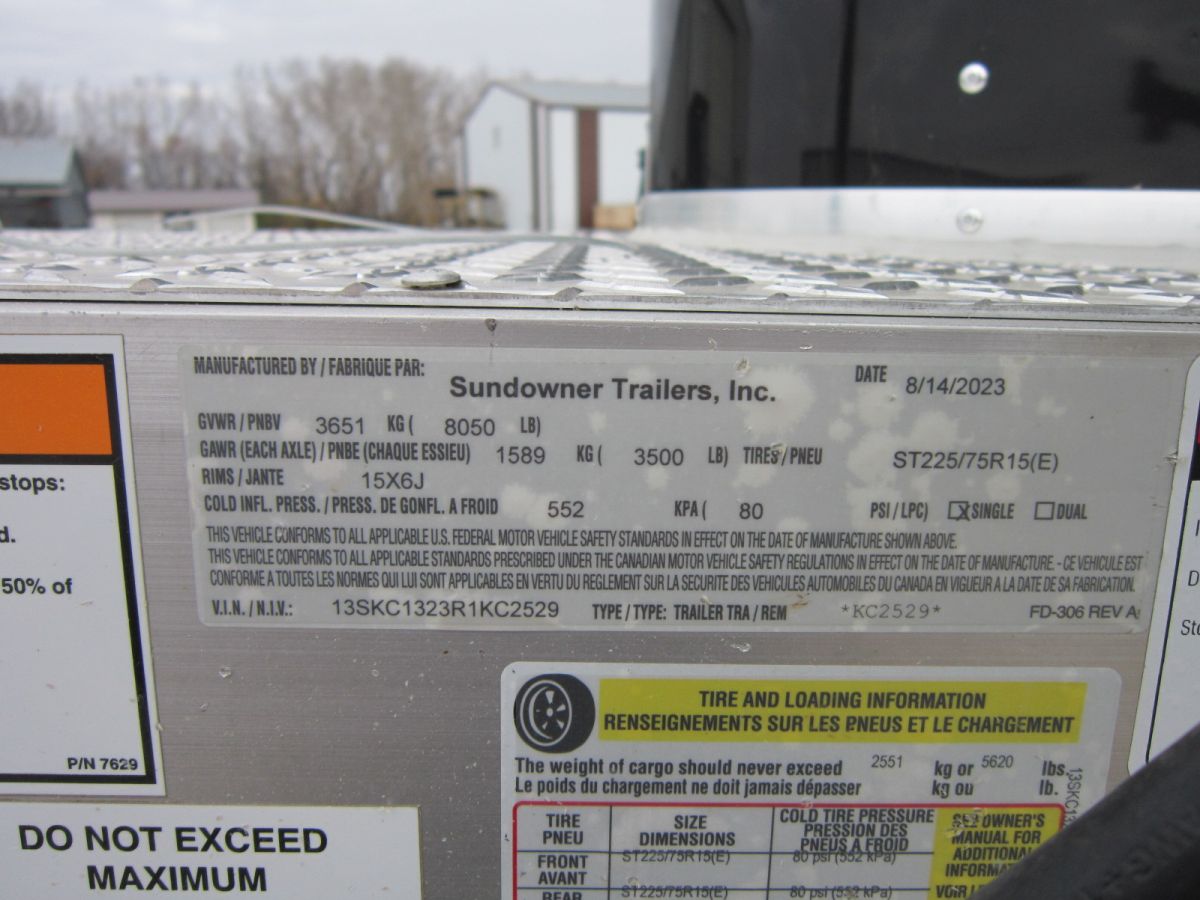 MANUFACTURED BY / FABRIQUE PAR:
Sundowner Trailers, Inc.
DATE 8/14/2023
GVWR / PNBV 3651 KG ( 8050 LB)
GAWR (EACH AXLE) / PNBE (CHAQUE ESSIEU) 1589 KG ( 3500 LB) TIRES / PNEU ST225/75R15(E)
RIMS / JANTE 15X6J
COLD INFL. PRESS. / PRESS. DE GONFL. A FROID 552 KPA ( 80 PSI / LPC) SINGLE DUAL
THIS VEHICLE CONFORMS TO ALL APPLICABLE U.S. FEDERAL MOTOR VEHICLE SAFETY STANDARDS IN EFFECT ON THE DATE OF MANUFACTURE SHOWN ABOVE.
THIS VEHICLE CONFORMS TO ALL APPLICABLE STANDARDS PRESCRIBED UNDER THE CANADIAN MOTOR VEHICLE SAFETY REGULATIONS IN EFFECT ON THE DATE OF MANUFACTURE. - CE VEHICULE EST
CONFORME A TOUTES LES NORMES QUI LUI SONT APPLICABLES EN VERTU DU REGLEMENT SUR LA SECURITE DES VEHICULES AUTOMOBILES DU CANADA EN VIGUEUR A LA DATE DE SA FABRICATION.
V.I.N. / N.I.V.: 13SKC1323R1KC2529 TYPE / TYPE: TRAILER TRA / REM *KC2529* FD-306 REV A
stops:
d.
50% of
P/N 7629
DO NOT EXCEED
MAXIMUM
TIRE AND LOADING INFORMATION
RENSEIGNEMENTS SUR LES PNEUS ET LE CHARGEMENT
The weight of cargo should never exceed 2551 kg or 5620 lbs.
Le poids du chargement ne doit jamais dépasser kg ou lb.
TIRE
PNEU
SIZE
DIMENSIONS
COLD TIRE PRESSURE
PRESSION DES
PNEUS A FROID
SEE OWNER'S
MANUAL FOR
ADDITIONAL
FRONT
AVANT
ST225/75R15(E)
80 psi (552 kPa)
REAR
ST225/75R15(E)
80 psi (552 kPa)
VOIR